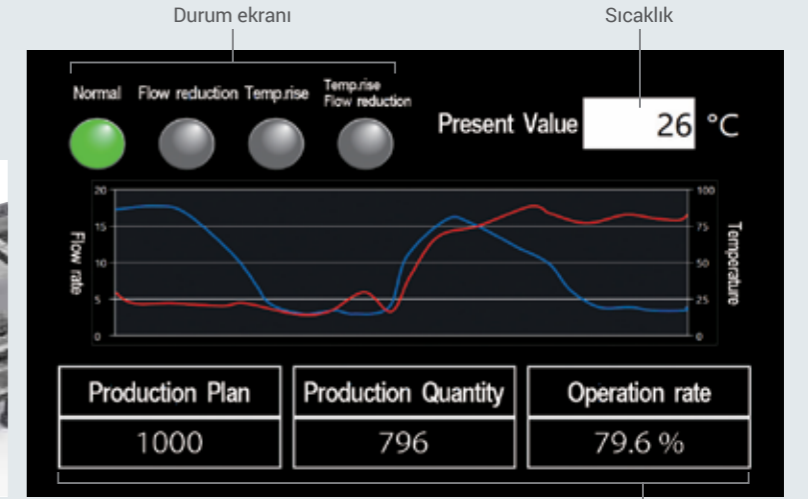 Durum ekranı
Sıcaklık
Normal
Flow reduction
Temp.rise
Temp.rise
Flow reduction
Present Value
26 °C
20
15
10
5
0
Flow rate
100
75
50
25
0
Temperature
Production Plan
Production Quantity
Operation rate
1000
796
79.6 %